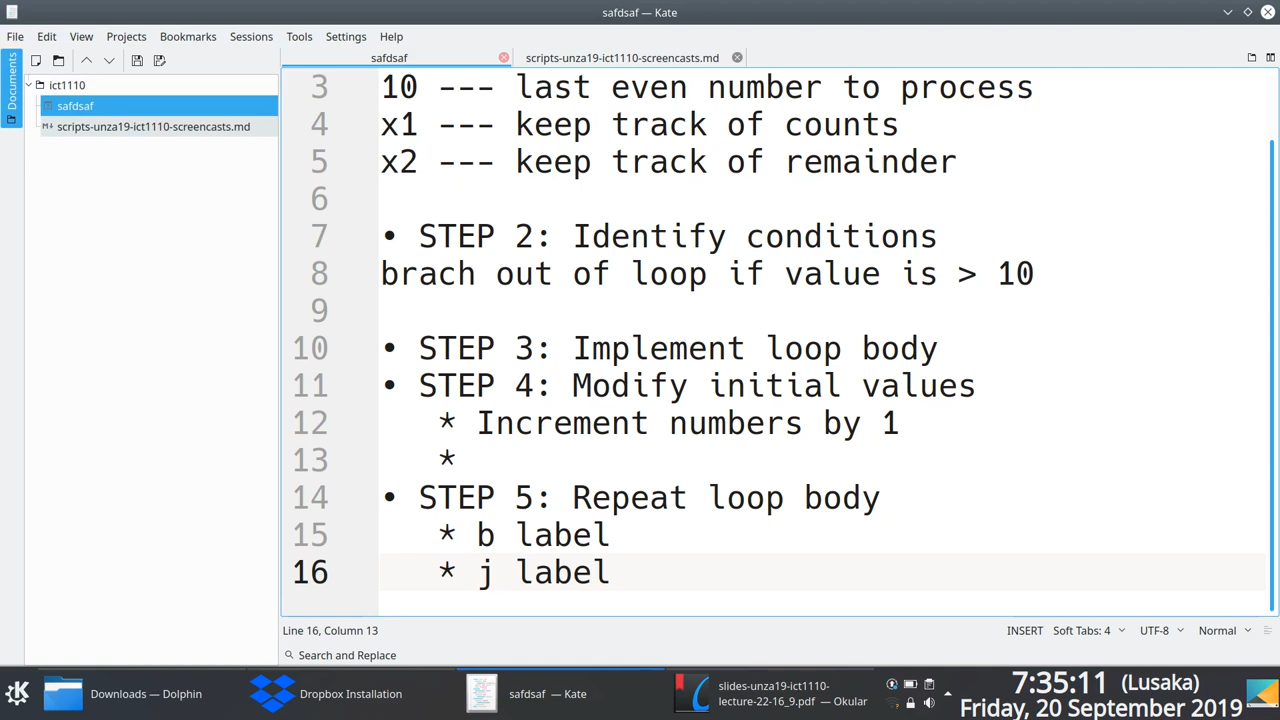 safdsaf — Kate
File Edit View Projects Bookmarks Sessions Tools Settings Help
Documents
safdsaf
scripts-unza19-ict1110-screencasts.md
ict1110
safdsaf
scripts-unza19-ict1110-screencasts.md
3 10 --- last even number to process
4 x1 --- keep track of counts
5 x2 --- keep track of remainder
6
7 • STEP 2: Identify conditions
8 brach out of loop if value is > 10
9
10 • STEP 3: Implement loop body
11 • STEP 4: Modify initial values
12 * Increment numbers by 1
13 *
14 • STEP 5: Repeat loop body
15 * b label
16 * j label
Line 16, Column 13 INSERT Soft Tabs: 4 UTF-8 Normal
Search and Replace
Downloads — Dolphin
Dropbox Installation
safdsaf — Kate
slides-unza19-ict1110-
lecture-22-16_9.pdf — Okular
7:35:11 (Lusaka)
Friday, 20 September 2019